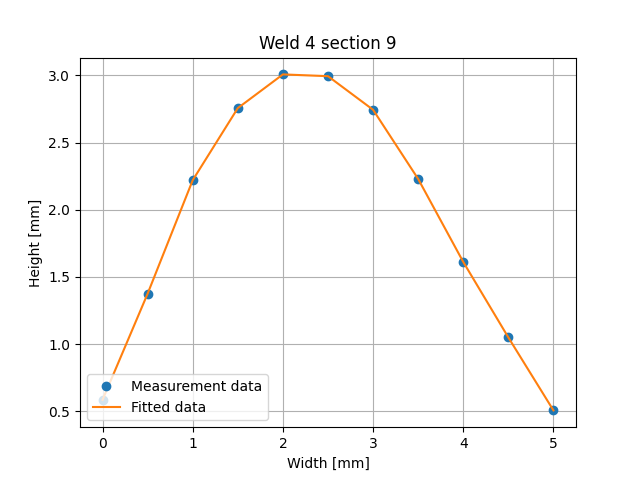 Weld 4 section 9
3.0
2.5
2.0
1.5
1.0
0.5
Height [mm]
Measurement data
Fitted data
0 1 2 3 4 5
Width [mm]